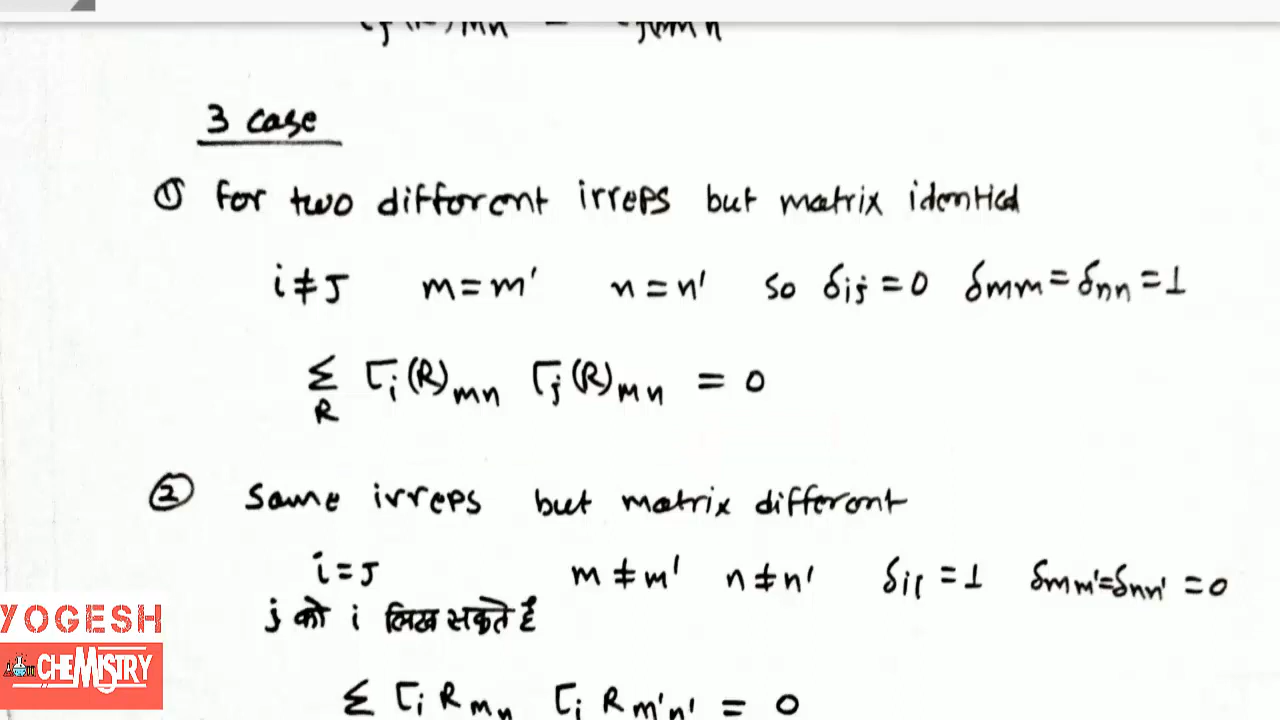 3 case
① For two different irreps but matrix identical
i ≠ J m = m' n = n' so δij = 0 δmm = δnn = 1
Σ Γi(R)mn Γj(R)mn = 0
R
② Same irreps but matrix different
i = J m ≠ m' n ≠ n' δii = 1 δmm' = δnn' = 0
j को i लिख सकते हैं
Σ Γi Rmn Γi Rm'n' = 0
YOGESH
CHEMISTRY